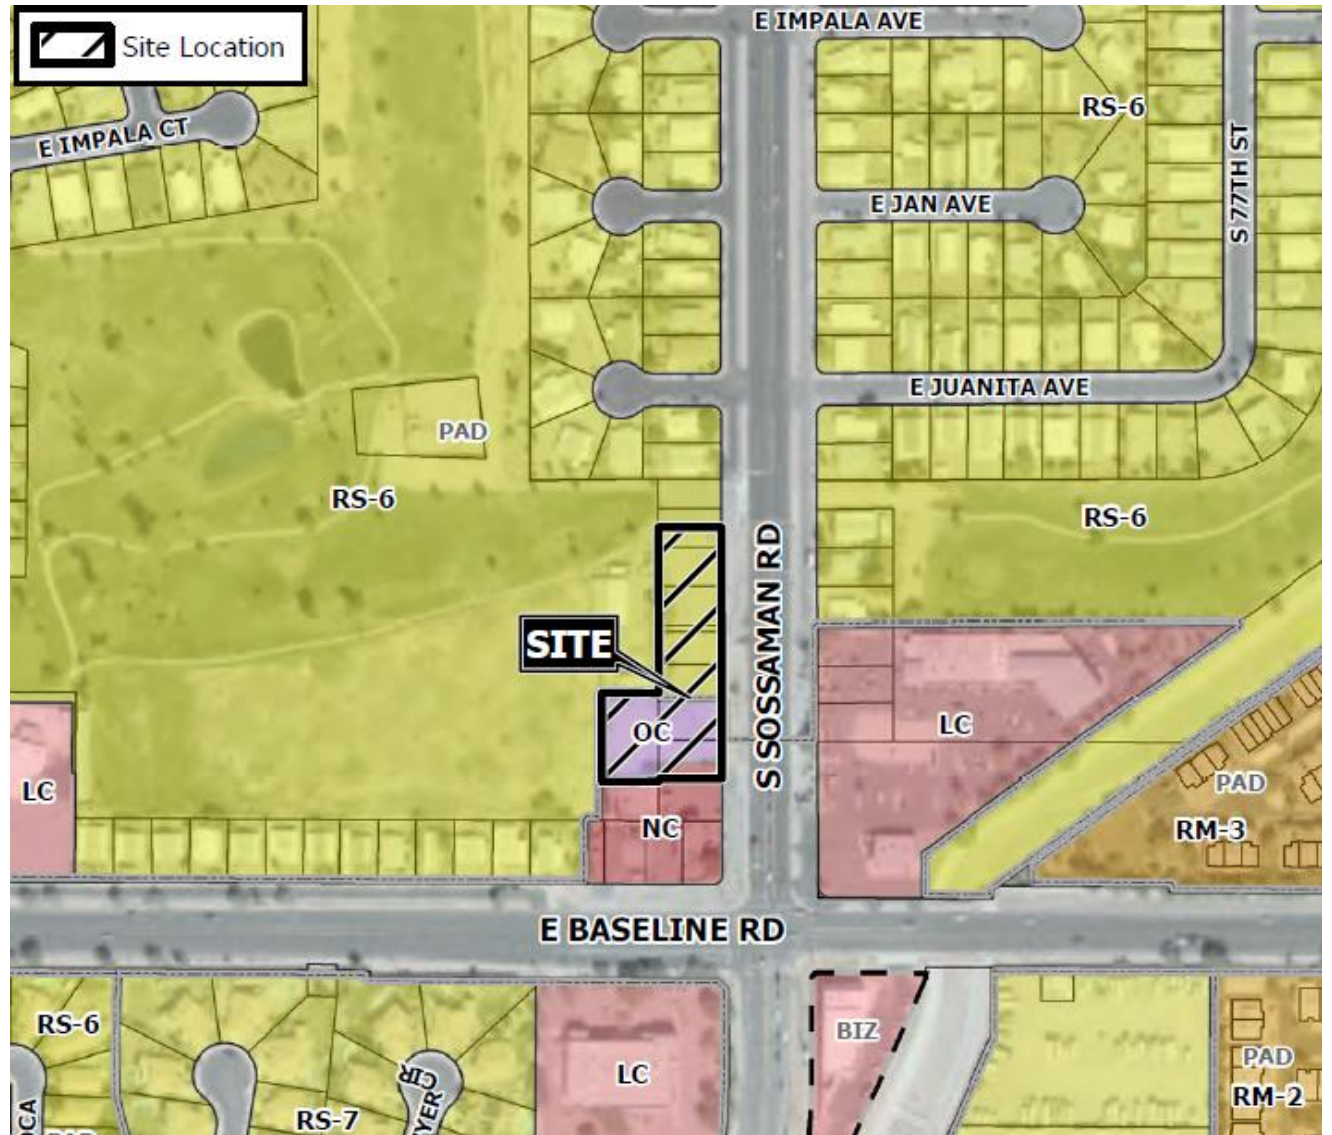 Site Location
E IMPALA AVE
RS-6
E IMPALA CT
S 77TH ST
E JAN AVE
E JUANITA AVE
PAD
RS-6
RS-6
S SOSSAMAN RD
SITE
OC
LC
LC
PAD
NC
RM-3
E BASELINE RD
RS-6
BIZ
PAD
LC
CIR
RM-2
RS-7